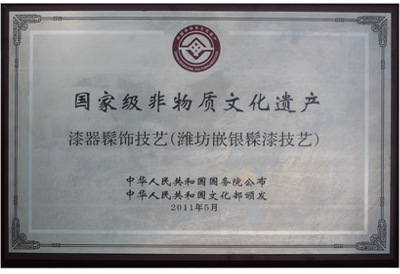 国家级非物质文化遗产
漆器髹饰技艺(潍坊嵌银髹漆技艺)
中华人民共和国国务院公布
中华人民共和国文化部颁发
2011年5月